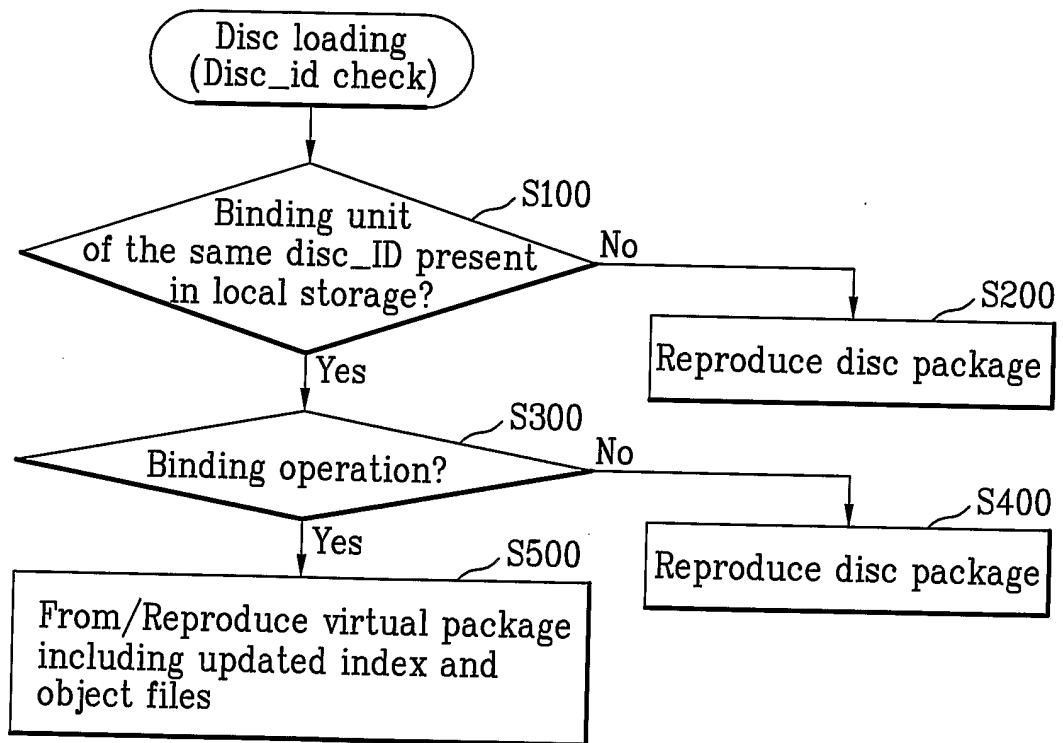 Disc loading
(Disc_id check)
S100
Binding unit
of the same disc_ID present
in local storage?
No
S200
Reproduce disc package
Yes
S300
Binding operation?
No
S400
Reproduce disc package
Yes
S500
From/Reproduce virtual package
including updated index and
object files